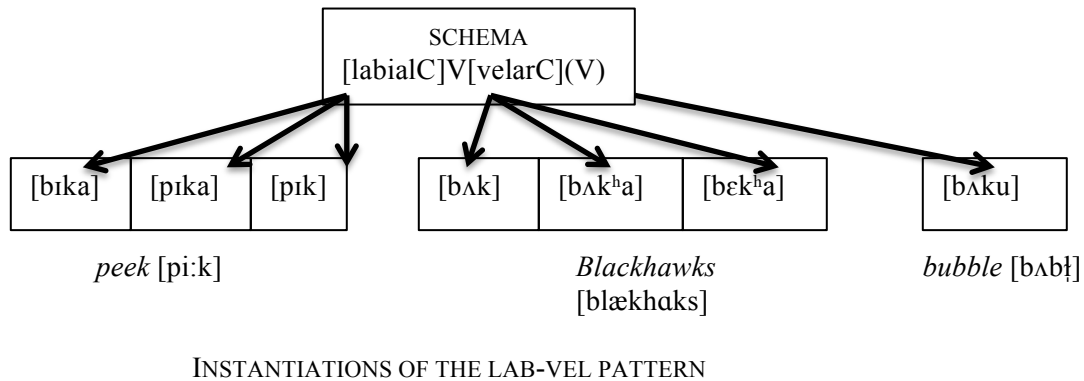 SCHEMA
[labialC]V[velarC](V)
[bɪka] [pɪka] [pɪk] [bʌk] [bʌkʰa] [bɛkʰa] [bʌku]
peek [pi:k] Blackhawks bubble [bʌbɫ̩]
[blækhɑks]
INSTANTIATIONS OF THE LAB-VEL PATTERN